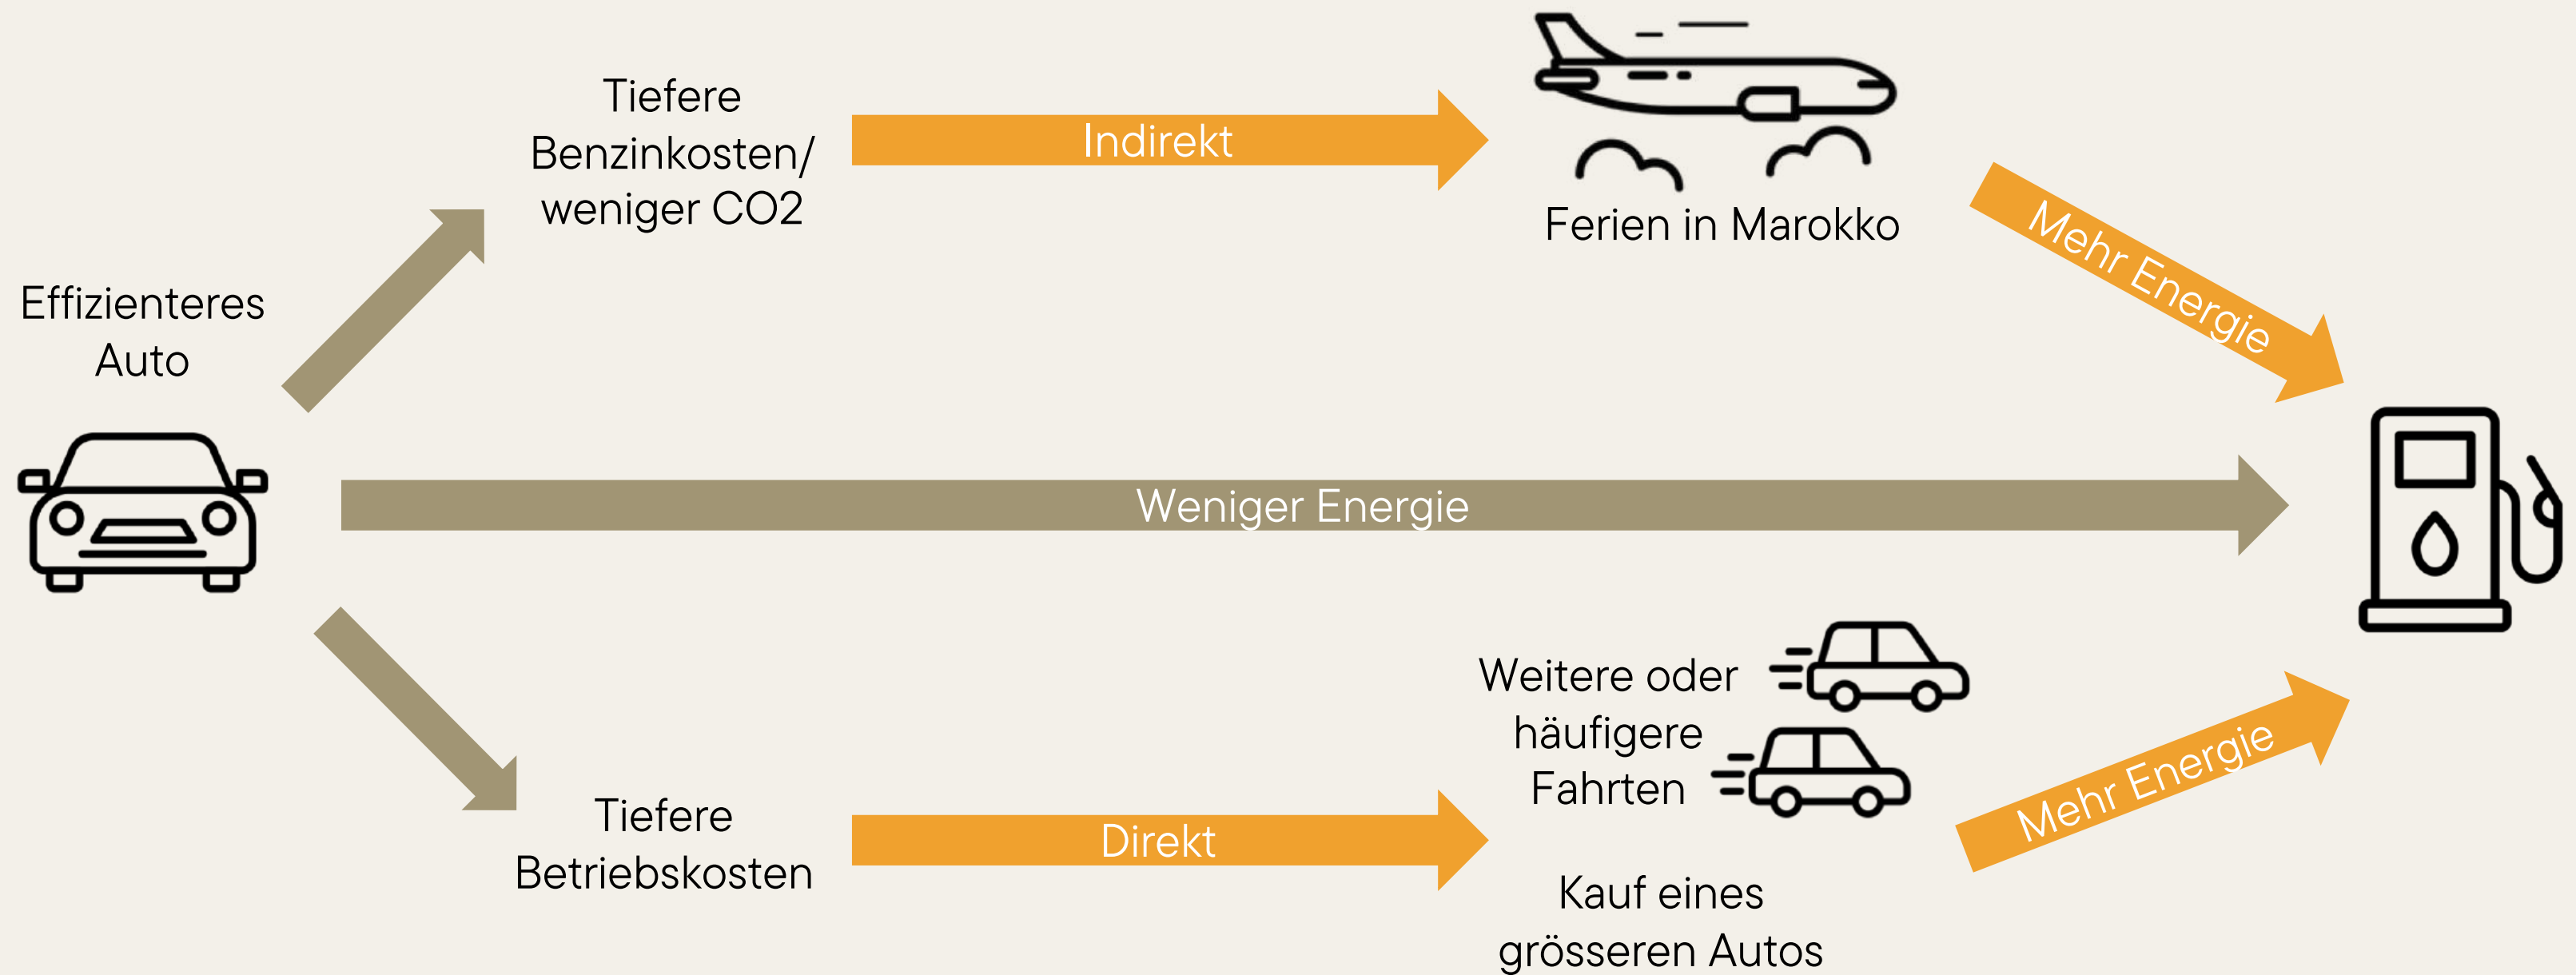 Effizienteres
Auto
Tiefere
Benzinkosten/
weniger CO2
Indirekt
Ferien in Marokko
Mehr Energie
Weniger Energie
Tiefere
Betriebskosten
Direkt
Weitere oder
häufigere
Fahrten
Kauf eines
grösseren Autos
Mehr Energie